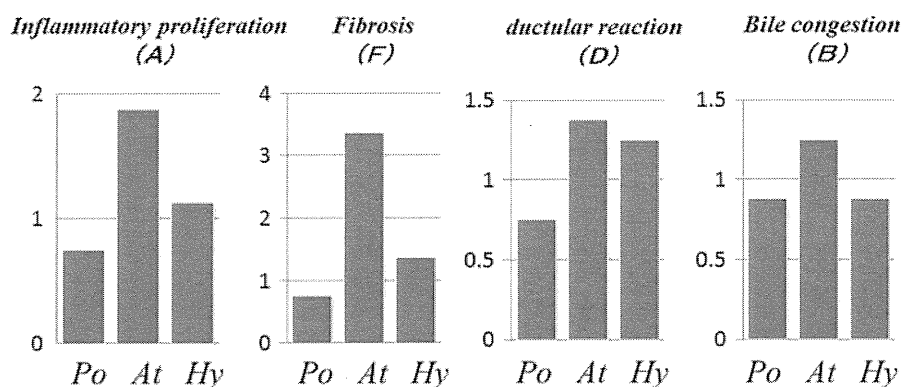 Inflammatory proliferation
(A)
2
1
0
Po At Hy
Fibrosis
(F)
4
3
2
1
0
Po At Hy
ductular reaction
(D)
1.5
1
0.5
0
Po At Hy
Bile congestion
(B)
1.5
1
0.5
0
Po At Hy